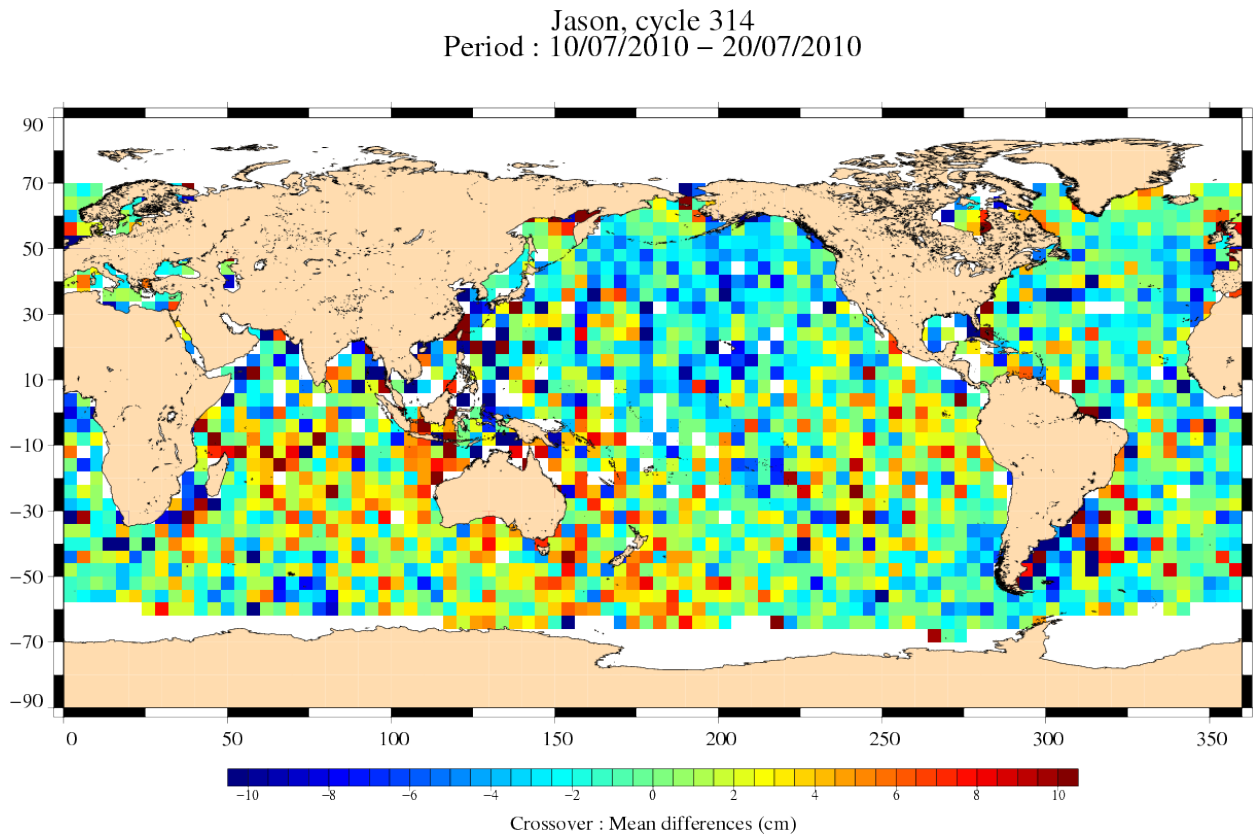 Jason, cycle 314
Period : 10/07/2010 − 20/07/2010
90
70
50
30
10
−10
−30
−50
−70
−90
0 50 100 150 200 250 300 350
−10 −8 −6 −4 −2 0 2 4 6 8 10
Crossover : Mean differences (cm)